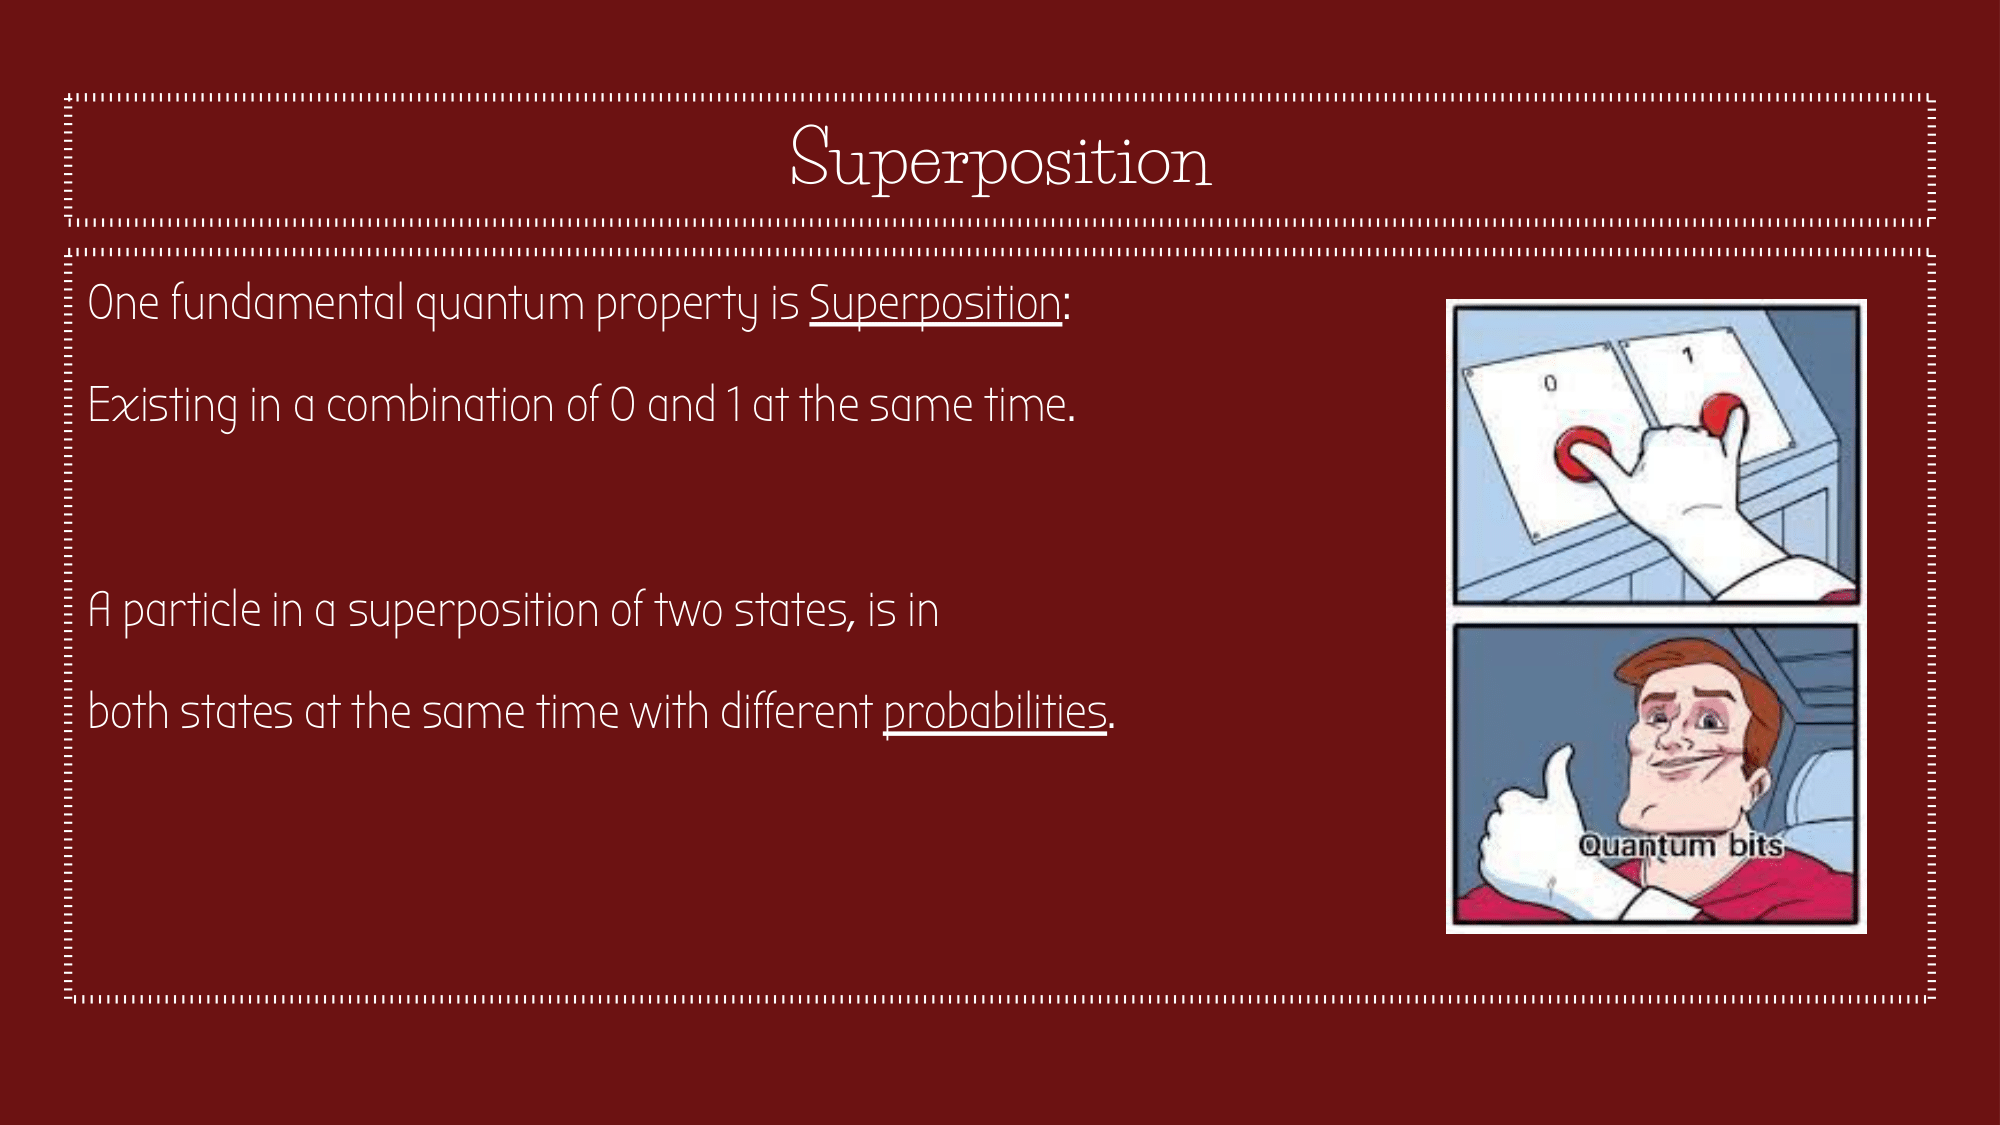 Superposition
One fundamental quantum property is Superposition:
Existing in a combination of 0 and 1 at the same time.
A particle in a superposition of two states, is in
both states at the same time with different probabilities.
0
1
Quantum bits